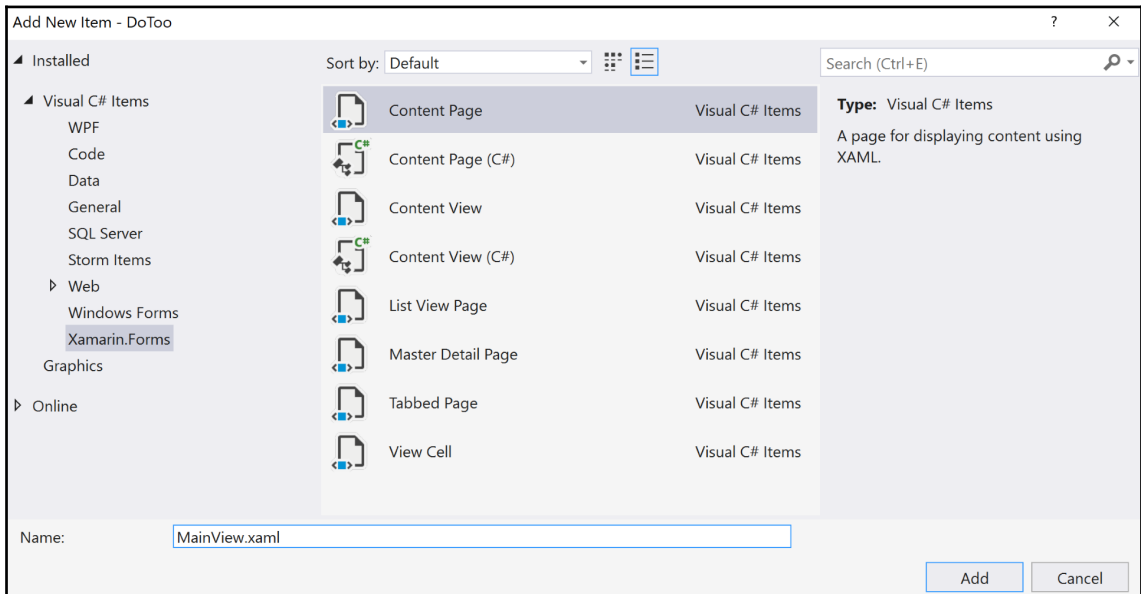 Add New Item - DoToo ? ×
Installed
Visual C# Items
WPF
Code
Data
General
SQL Server
Storm Items
Web
Windows Forms
Xamarin.Forms
Graphics
Online
Sort by: Default
Content Page Visual C# Items
C# Content Page (C#) Visual C# Items
Content View Visual C# Items
C# Content View (C#) Visual C# Items
List View Page Visual C# Items
Master Detail Page Visual C# Items
Tabbed Page Visual C# Items
View Cell Visual C# Items
Search (Ctrl+E)
Type: Visual C# Items
A page for displaying content using
XAML.
Name: MainView.xaml
Add Cancel